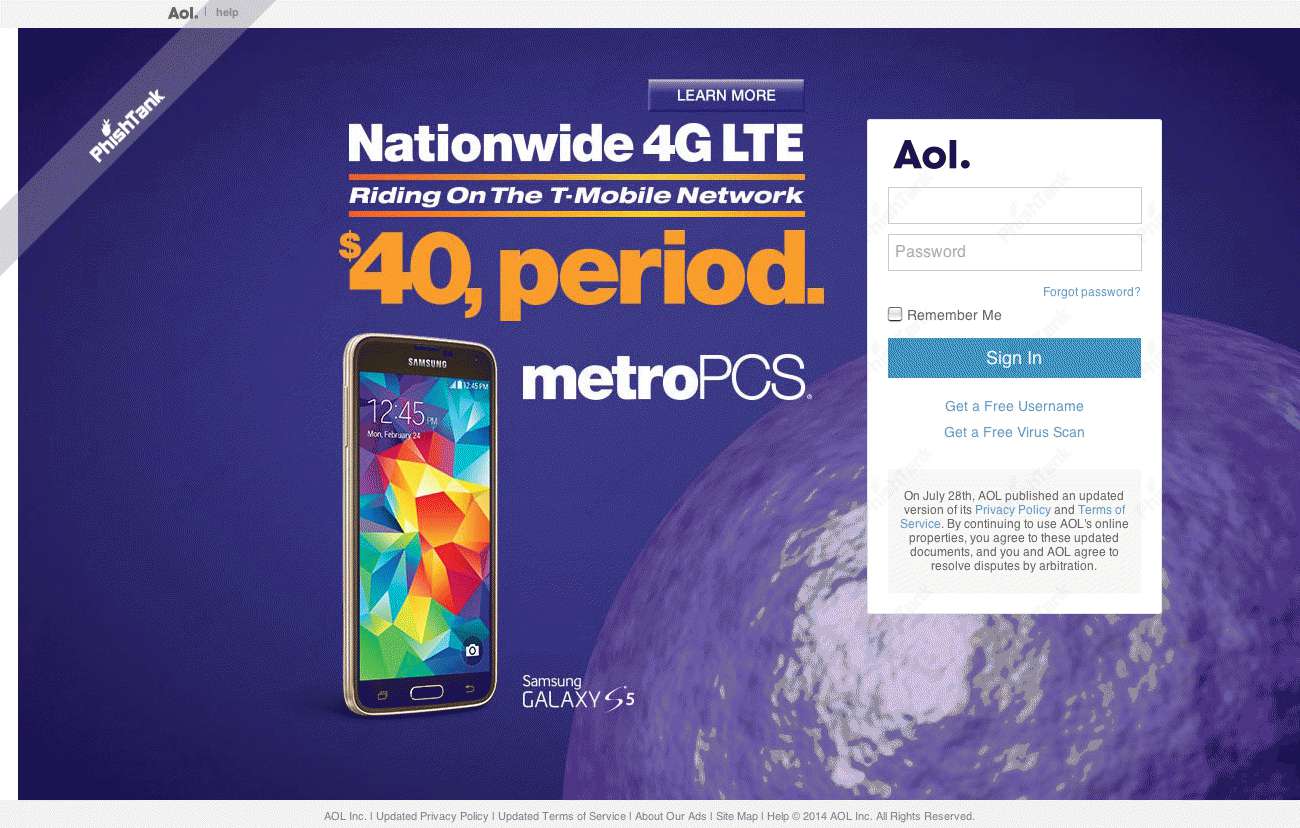 Aol. | help
PhishTank
LEARN MORE
Nationwide 4G LTE
Riding On The T-Mobile Network
$40, period.
SAMSUNG
12:45 PM
12:45 PM
Mon, February 24
metroPCS®
Samsung
GALAXY S5
Aol.
Password
Forgot password?
Remember Me
Sign In
Get a Free Username
Get a Free Virus Scan
On July 28th, AOL published an updated
version of its Privacy Policy and Terms of
Service. By continuing to use AOL's online
properties, you agree to these updated
documents, and you and AOL agree to
resolve disputes by arbitration.
AOL Inc. | Updated Privacy Policy | Updated Terms of Service | About Our Ads | Site Map | Help © 2014 AOL Inc. All Rights Reserved.